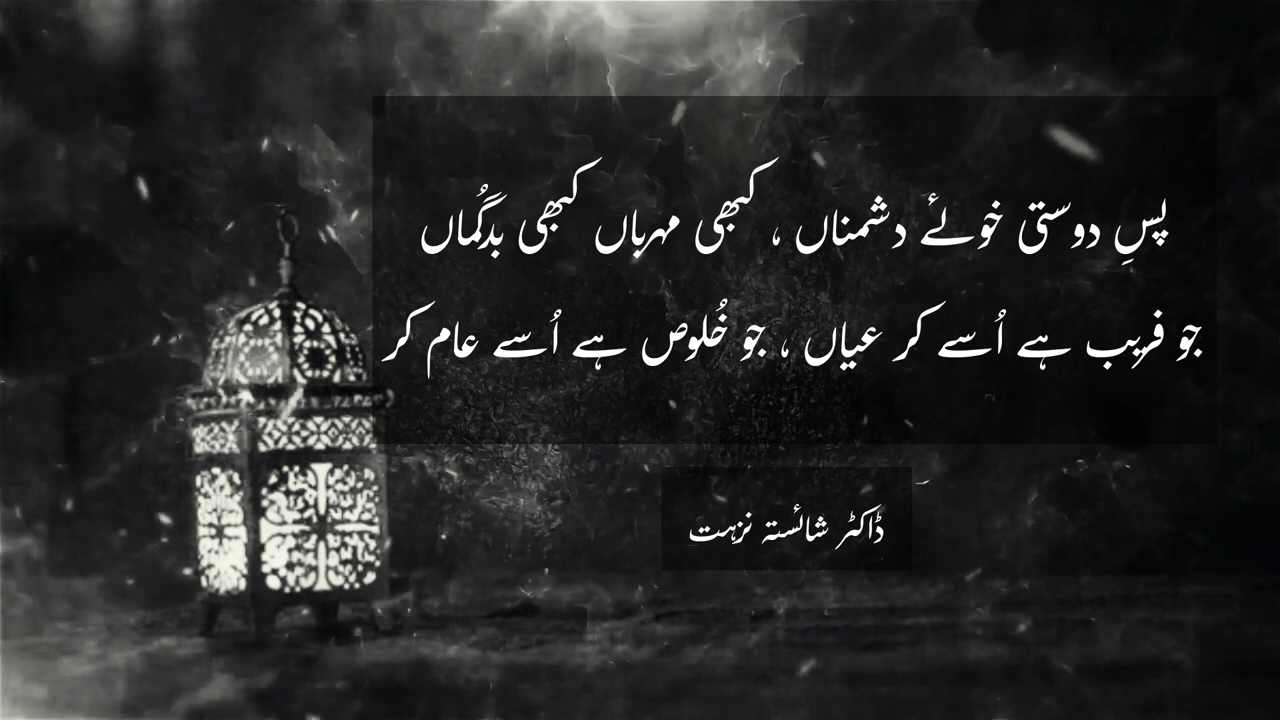 پسِ دوستی خوئے دشمناں ، کبھی مہرباں کبھی بدگُماں
جو فریب ہے اُسے کر عیاں ، جو خُلوص ہے اُسے عام کر
ڈاکٹر شائستہ نزہت